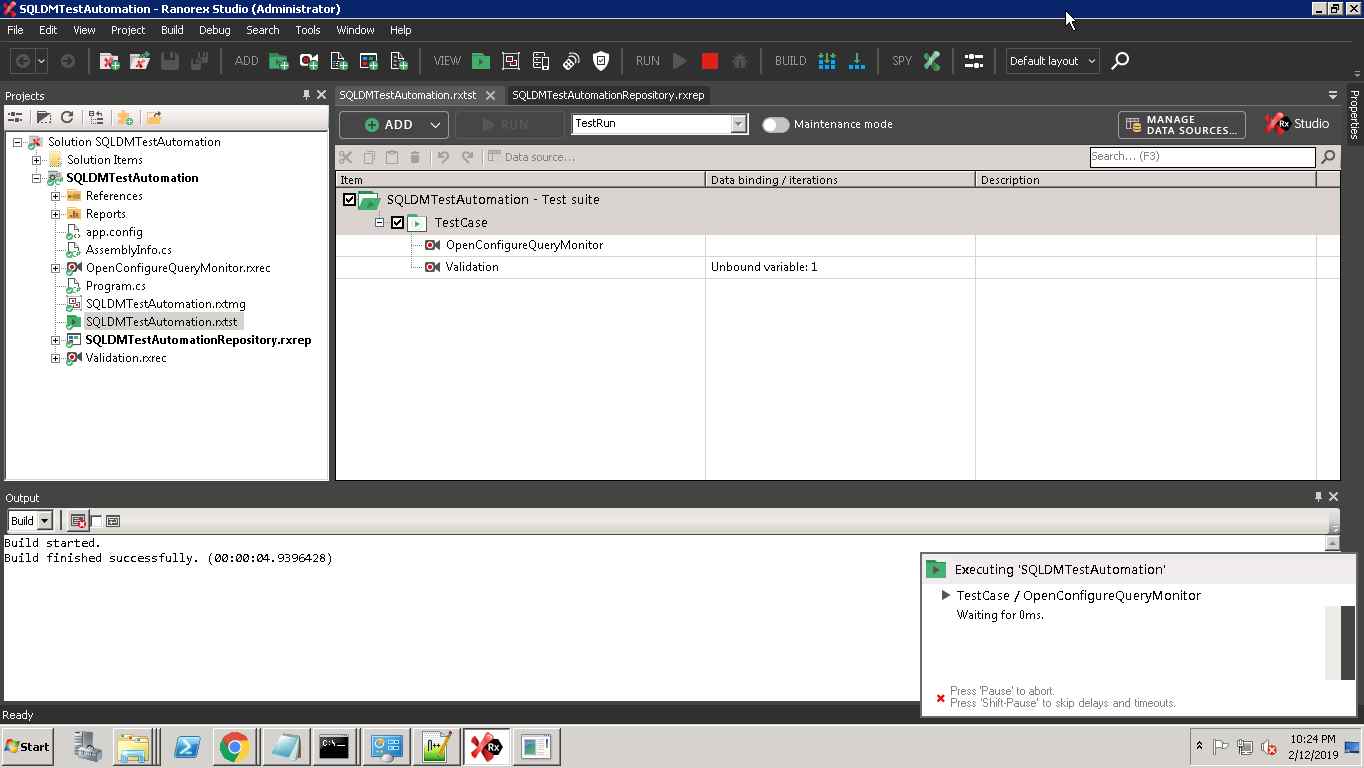 SQLDMTestAutomation - Ranorex Studio (Administrator)
File Edit View Project Build Debug Search Tools Window Help
ADD VIEW RUN BUILD SPY Default layout
Projects
SQLDMTestAutomation.rxtst SQLDMTestAutomationRepository.rxrep
Properties
ADD RUN TestRun Maintenance mode MANAGE DATA SOURCES... Rx Studio
Data source... Search... (F3)
Item Data binding / iterations Description
Solution SQLDMTestAutomation
Solution Items
SQLDMTestAutomation
References
Reports
app.config
AssemblyInfo.cs
OpenConfigureQueryMonitor.rxrec
Program.cs
SQLDMTestAutomation.rxtmg
SQLDMTestAutomation.rxtst
SQLDMTestAutomationRepository.rxrep
Validation.rxrec
SQLDMTestAutomation - Test suite
TestCase
OpenConfigureQueryMonitor
Validation Unbound variable: 1
Output
Build
Build started.
Build finished successfully. (00:00:04.9396428)
Executing 'SQLDMTestAutomation'
TestCase / OpenConfigureQueryMonitor
Waiting for 0ms.
Press 'Pause' to abort.
Press 'Shift-Pause' to skip delays and timeouts.
Ready
Start C:\_ Rx 10:24 PM
2/12/2019